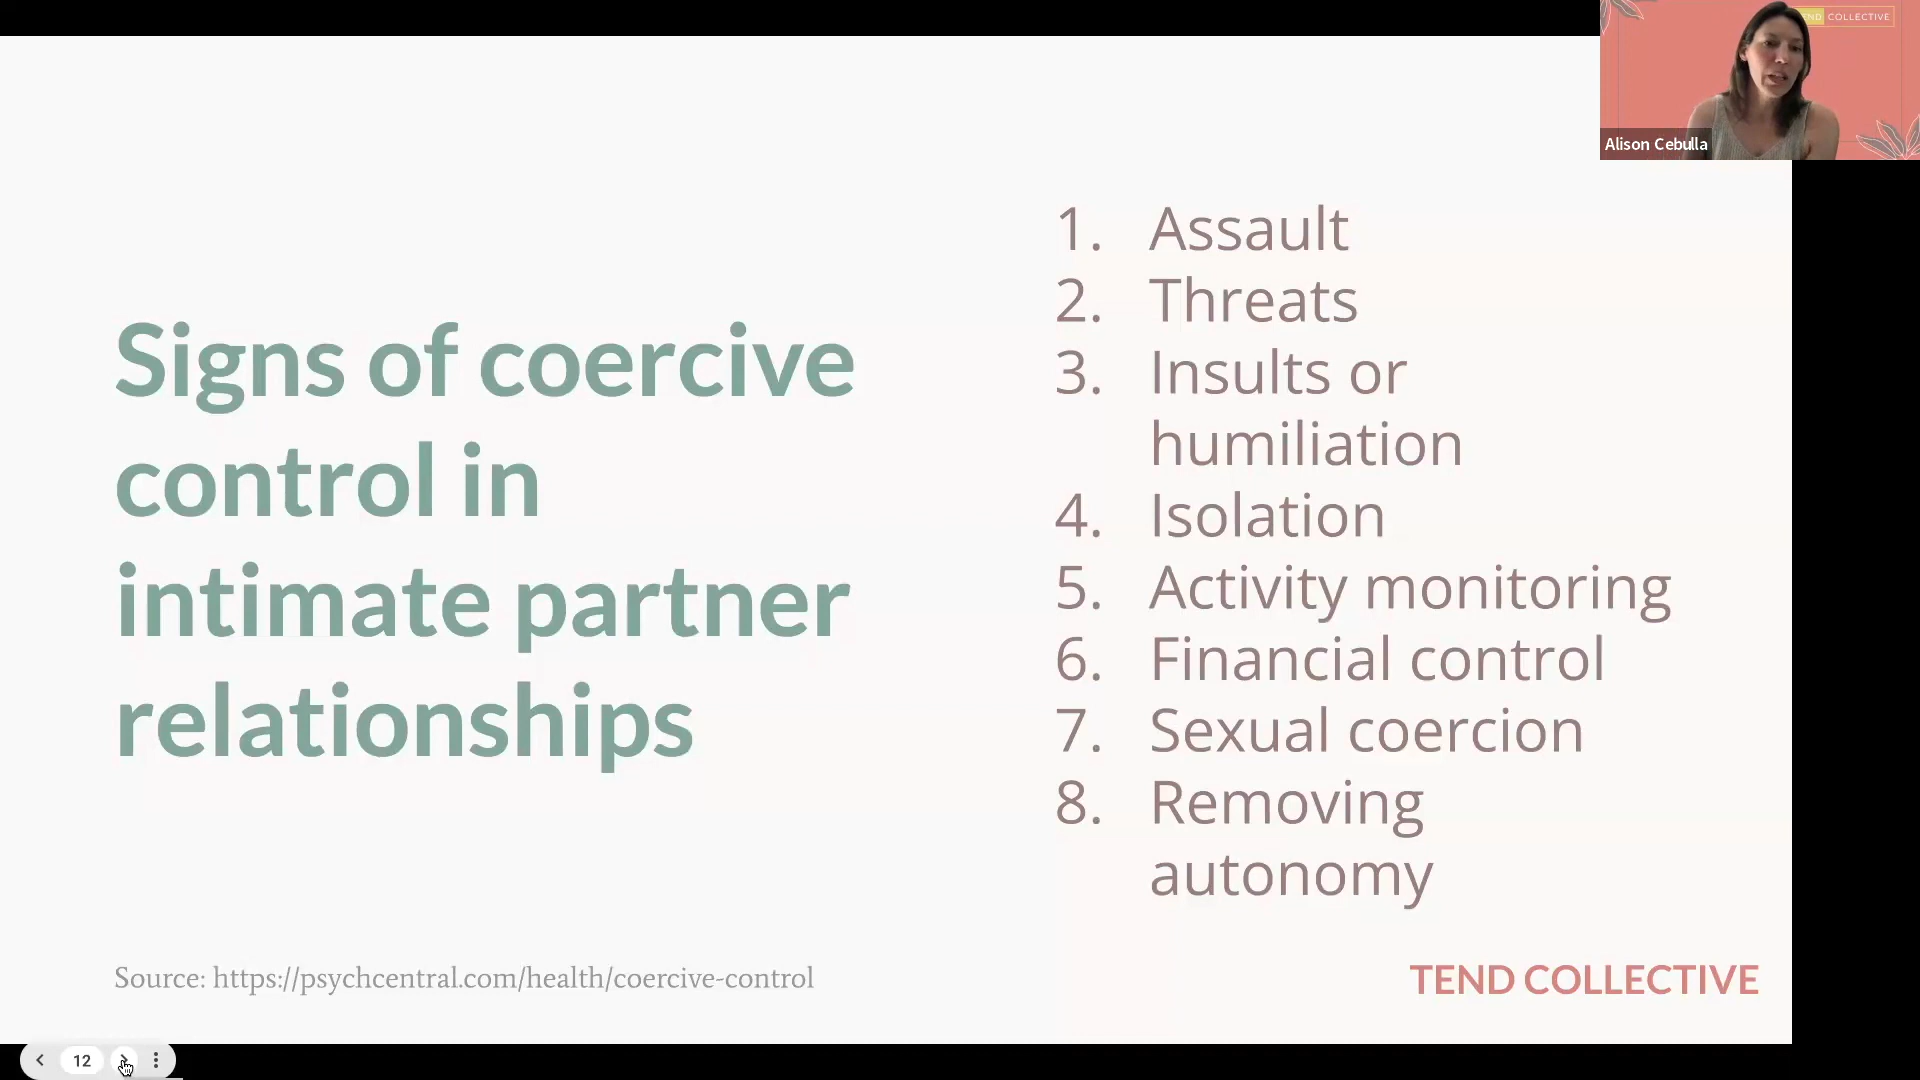 END COLLECTIVE
Alison Cebulla
Signs of coercive
control in
intimate partner
relationships
1. Assault
2. Threats
3. Insults or
humiliation
4. Isolation
5. Activity monitoring
6. Financial control
7. Sexual coercion
8. Removing
autonomy
Source: https://psychcentral.com/health/coercive-control
TEND COLLECTIVE
12